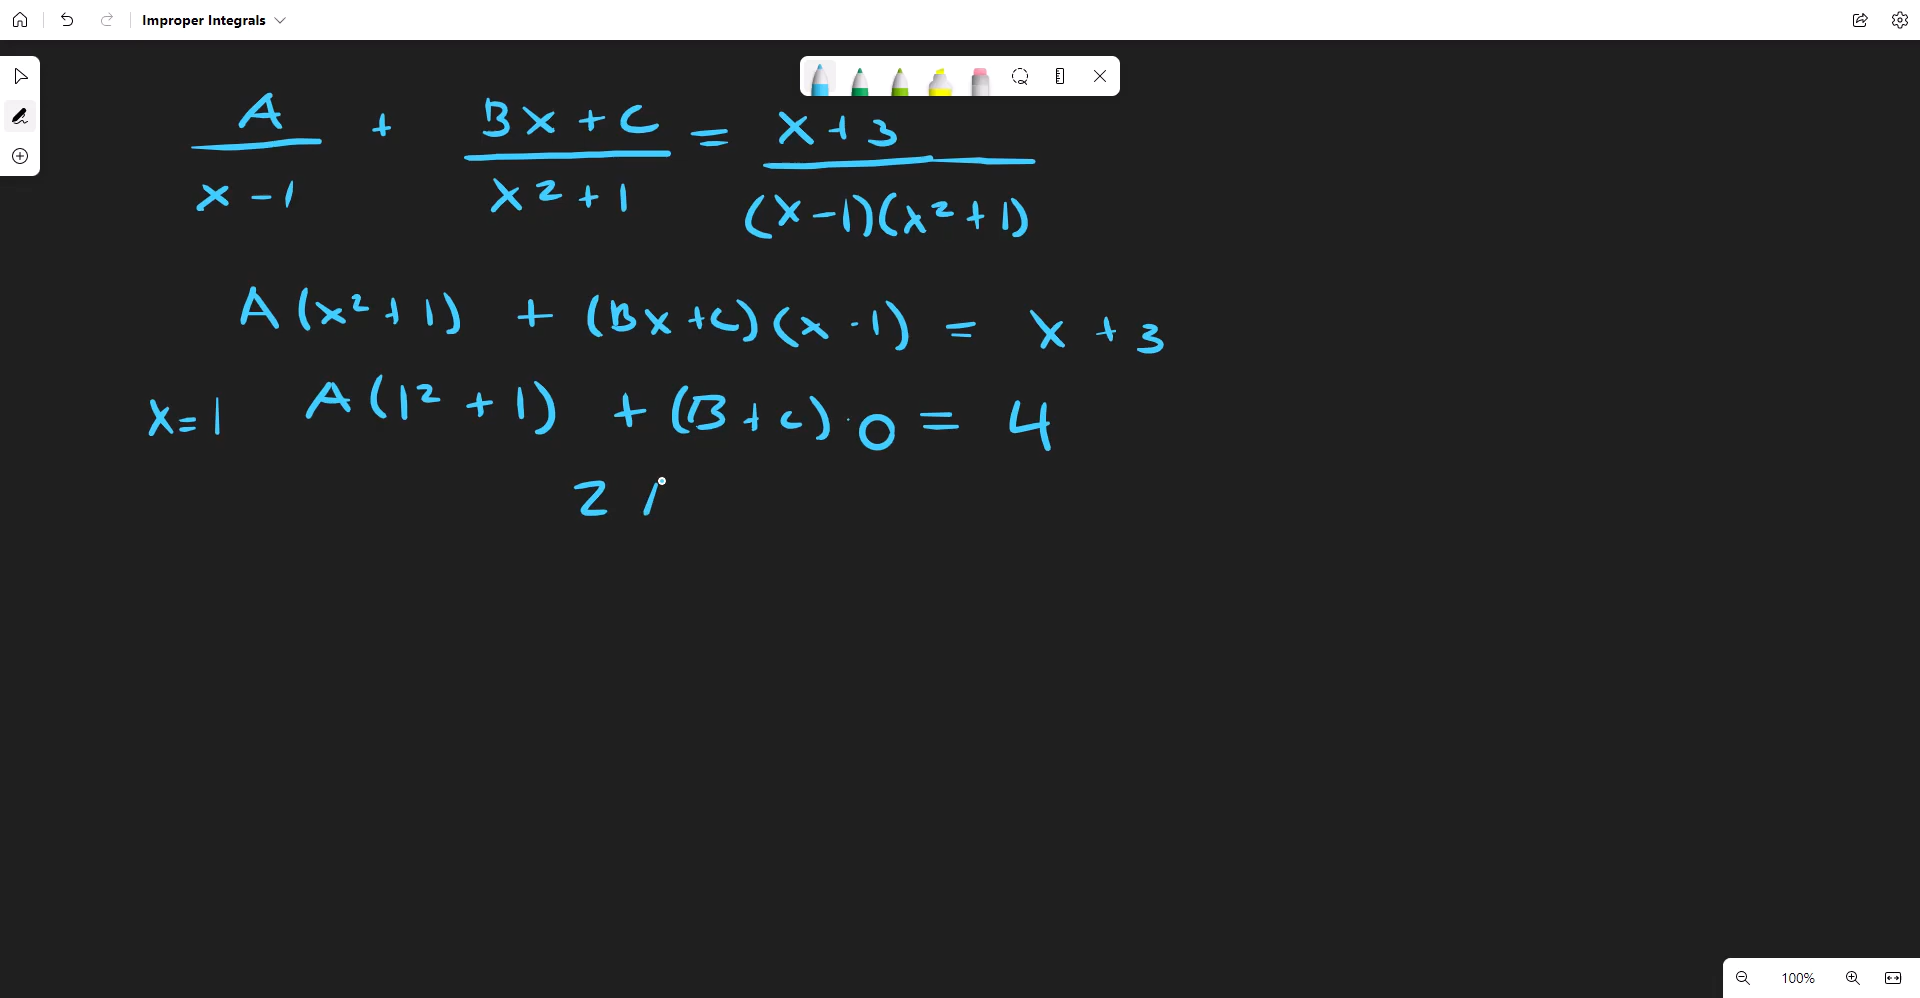 Improper Integrals
A/(x-1) + (Bx+C)/(x²+1) = (x+3)/((x-1)(x²+1))
A(x²+1) + (Bx+C)(x-1) = x+3
x=1 A(1²+1) + (B+C)·0 = 4
2
100%